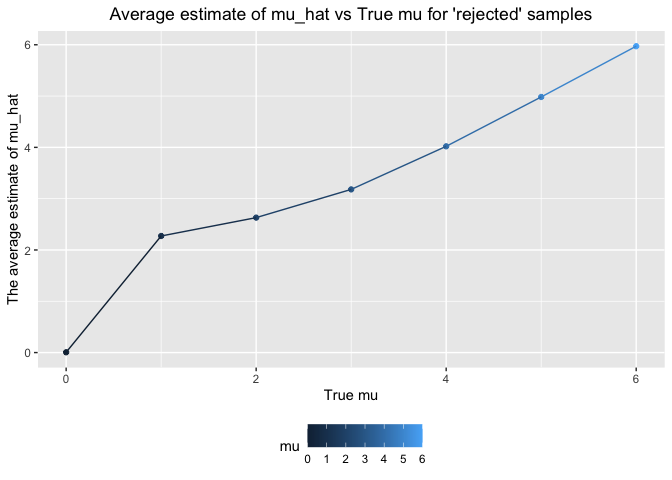 Average estimate of mu_hat vs True mu for 'rejected' samples
The average estimate of mu_hat
6
4
2
0
0 2 4 6
True mu
mu
0 1 2 3 4 5 6